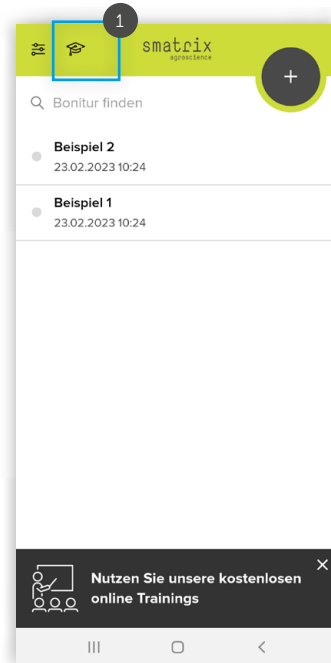 1
smatrix
agroscience
+
Bonitur finden
Beispiel 2
23.02.2023 10:24
Beispiel 1
23.02.2023 10:24
Nutzen Sie unsere kostenlosen
online Trainings